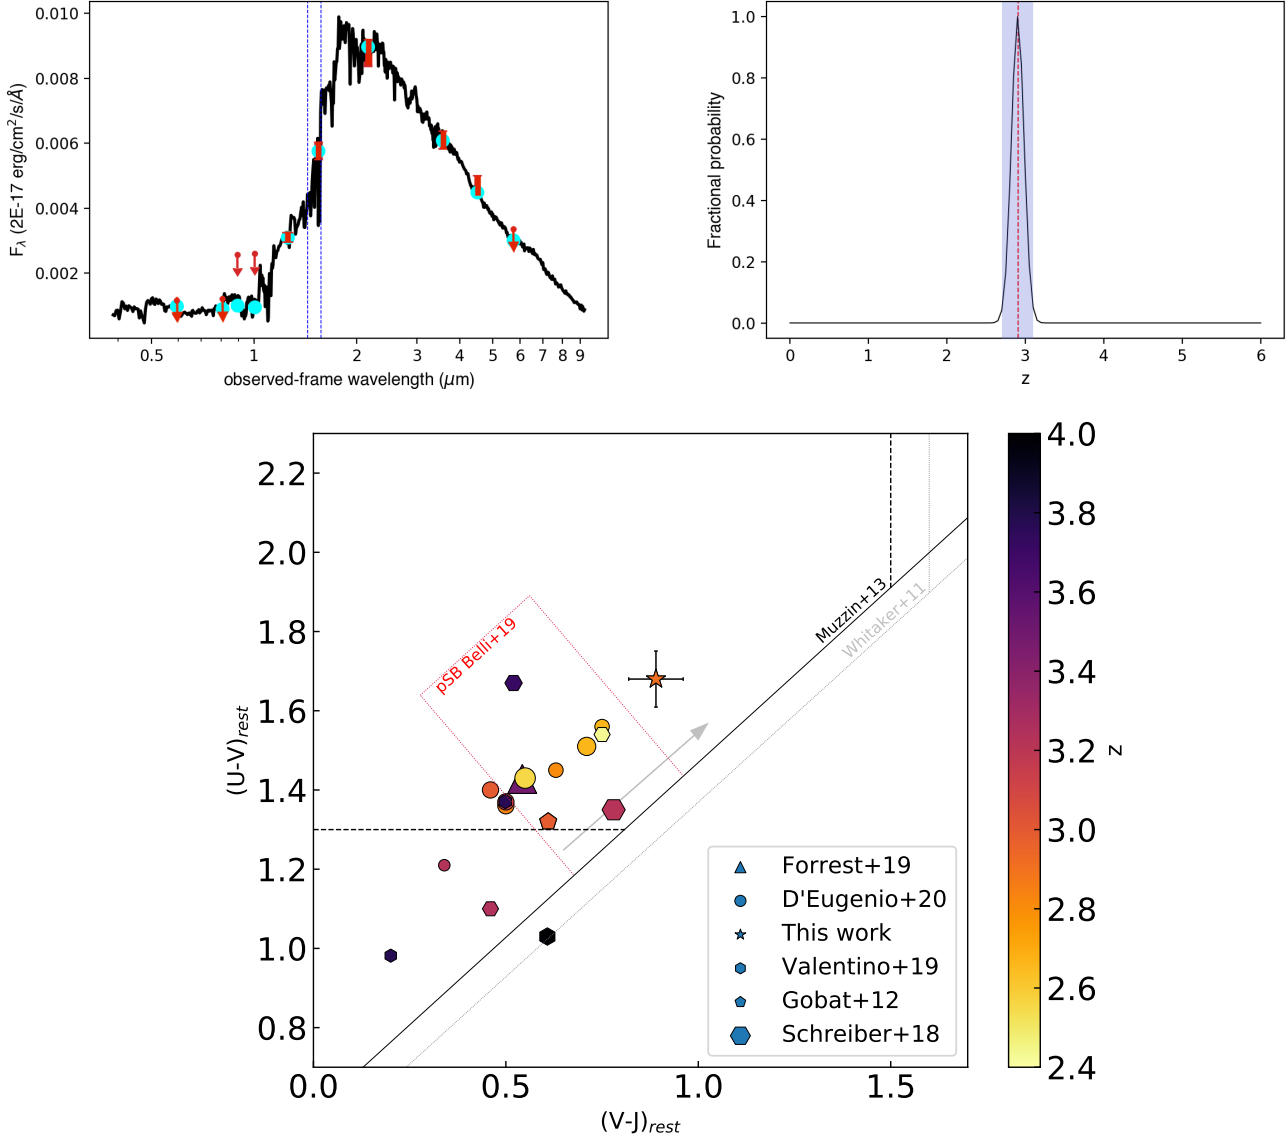 0.010
0.008
0.006
0.004
0.002
F_λ (2E-17 erg/cm²/s/Å)
0.5 1 2 3 4 5 6 7 8 9
observed-frame wavelength (μm)
1.0
0.8
0.6
0.4
0.2
0.0
Fractional probability
0 1 2 3 4 5 6
z
2.2
2.0
1.8
1.6
1.4
1.2
1.0
0.8
(U-V)rest
0.0 0.5 1.0 1.5
(V-J)rest
pSB Belli+19
Muzzin+13
Whitaker+11
Forrest+19
D'Eugenio+20
This work
Valentino+19
Gobat+12
Schreiber+18
4.0
3.8
3.6
3.4
3.2
3.0
2.8
2.6
2.4
z